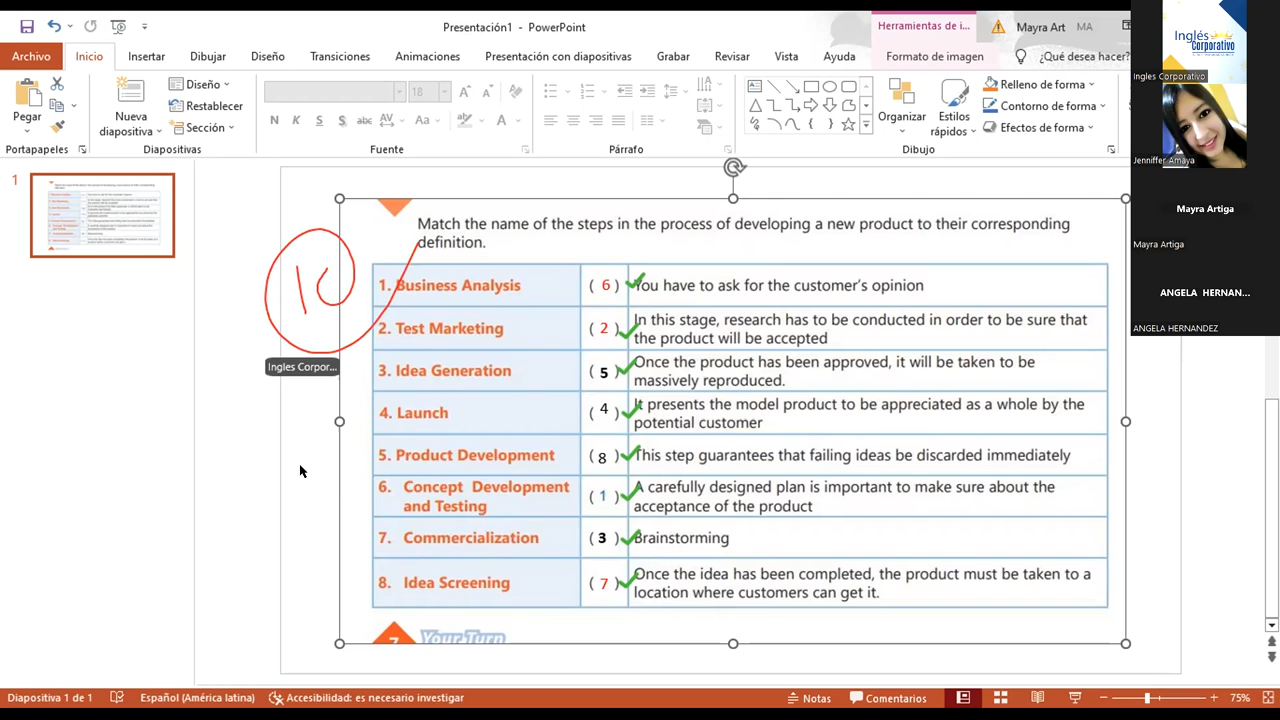 Presentación1 - PowerPoint
Herramientas de i...
Mayra Art
MA
Archivo
Inicio
Insertar
Dibujar
Diseño
Transiciones
Animaciones
Presentación con diapositivas
Grabar
Revisar
Vista
Ayuda
Formato de imagen
¿Qué desea hacer?
Pegar
Nueva
diapositiva
Diseño
Restablecer
Sección
18
N K S S abc AV Aa A
Organizar
Estilos
rápidos
Relleno de forma
Contorno de forma
Efectos de forma
Portapapeles
Diapositivas
Fuente
Párrafo
Dibujo
Inglés
Corporativo
Ingles Corporativo
Jenniffer Amaya
Mayra Artiga
Mayra Artiga
ANGELA HERNAN...
ANGELA HERNANDEZ
1
10
Ingles Corpor...
Match the name of the steps in the process of developing a new product to its corresponding
definition.
1. Business Analysis ( 6 ) You have to ask for the customer's opinion
2. Test Marketing ( 2 ) In this stage, research has to be conducted in order to be sure that
the product will be accepted
3. Idea Generation ( 5 ) Once the product has been approved, it will be taken to be
massively reproduced.
4. Launch ( 4 ) It presents the model product to be appreciated as a whole by the
potential customer
5. Product Development ( 8 ) This step guarantees that failing ideas be discarded immediately
6. Concept Development
and Testing ( 1 ) A carefully designed plan is important to make sure about the
acceptance of the product
7. Commercialization ( 3 ) Brainstorming
8. Idea Screening ( 7 ) Once the idea has been completed, the product must be taken to a
location where customers can get it.
7 Your Turn
Diapositiva 1 de 1
Español (América latina)
Accesibilidad: es necesario investigar
Notas
Comentarios
75%